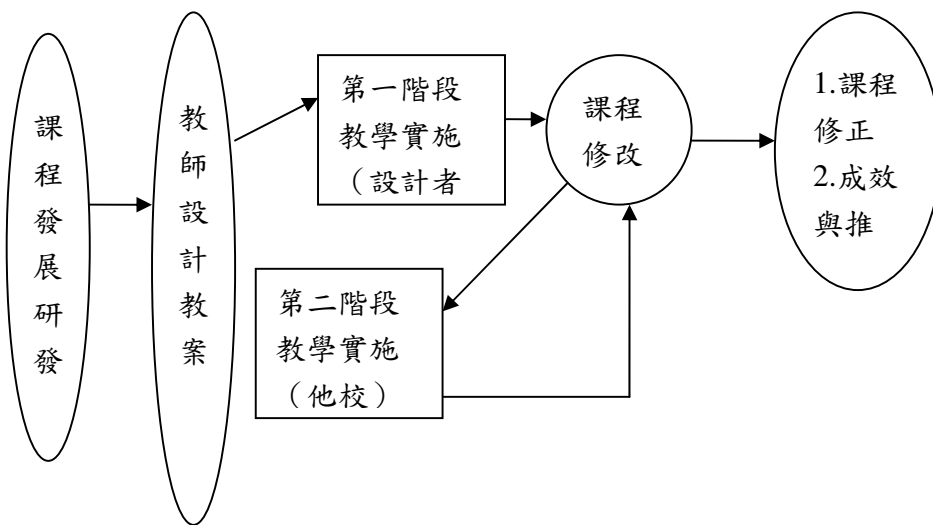 課程發展研發
教師設計教案
第一階段
教學實施
（設計者
課程
修改
第二階段
教學實施
（他校）
1.課程
修正
2.成效
與推